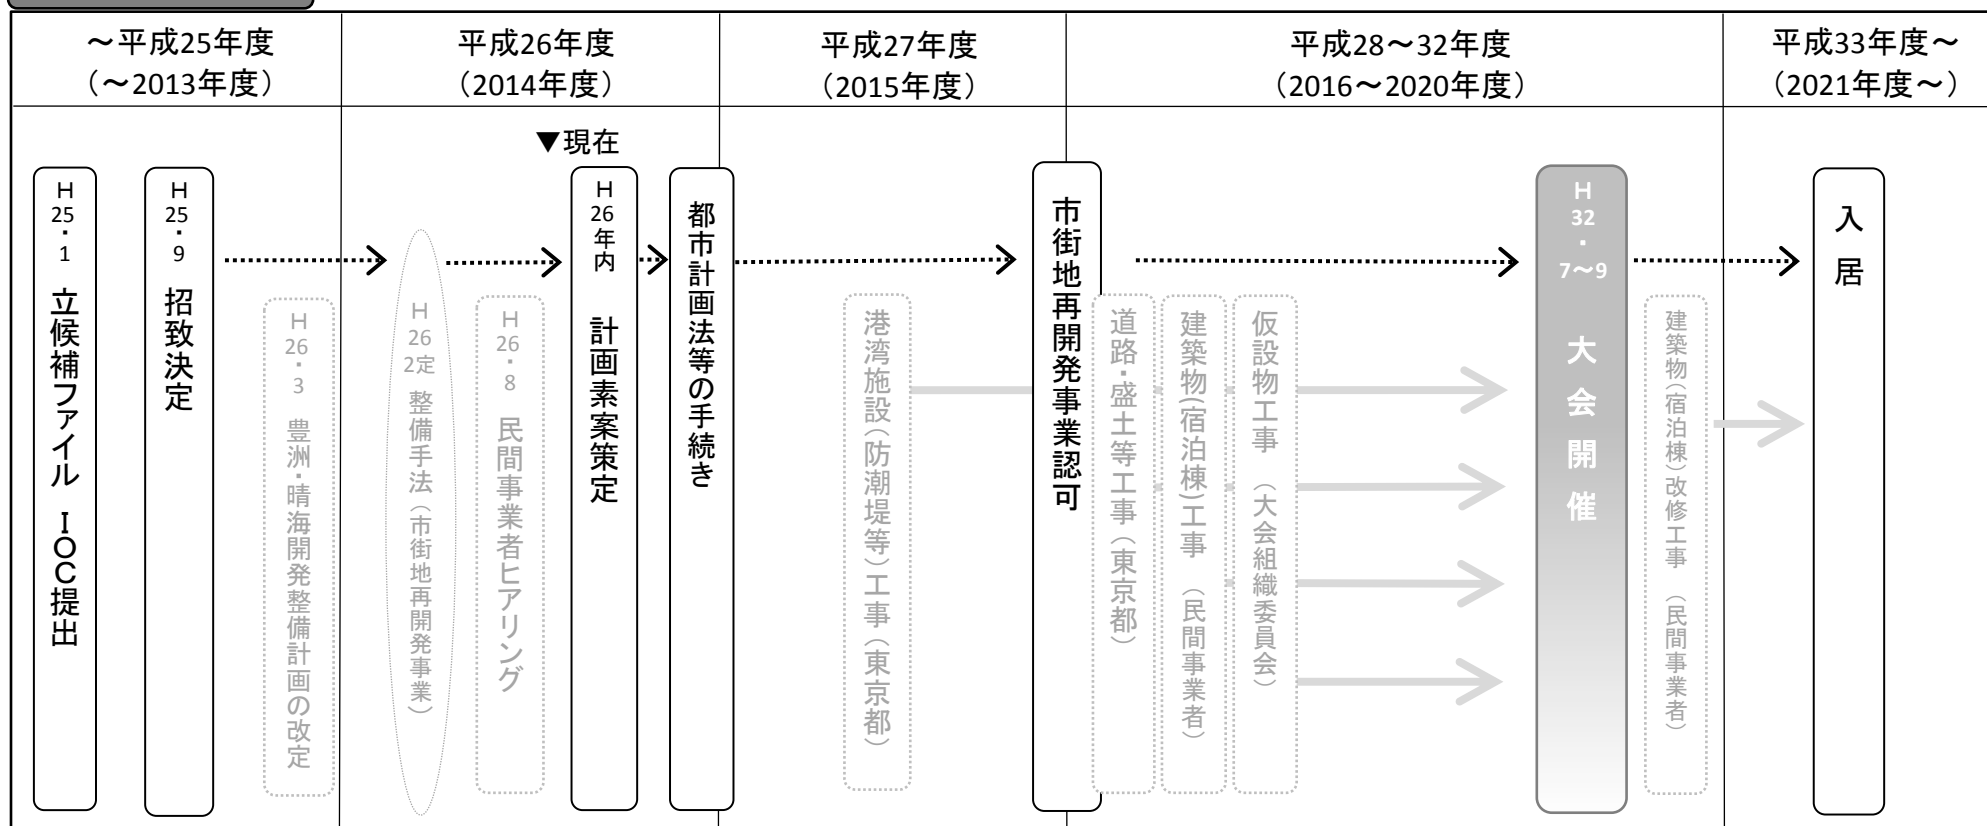 ～平成25年度
（～2013年度）
平成26年度
（2014年度）
平成27年度
（2015年度）
平成28～32年度
（2016～2020年度）
平成33年度～
（2021年度～）
▼現在
Ｈ25・1 立候補ファイル ＩＯＣ提出
Ｈ25・9 招致決定
Ｈ26・3 豊洲・晴海開発整備計画の改定
Ｈ26 2定 整備手法（市街地再開発事業）
Ｈ26・8 民間事業者ヒアリング
Ｈ26年内 計画素案策定
都市計画法等の手続き
港湾施設（防潮堤等）工事（東京都）
市街地再開発事業認可
道路・盛土等工事（東京都）
建築物（宿泊棟）工事（民間事業者）
仮設物工事（大会組織委員会）
Ｈ32・7～9 大会開催
建築物（宿泊棟）改修工事（民間事業者）
入居